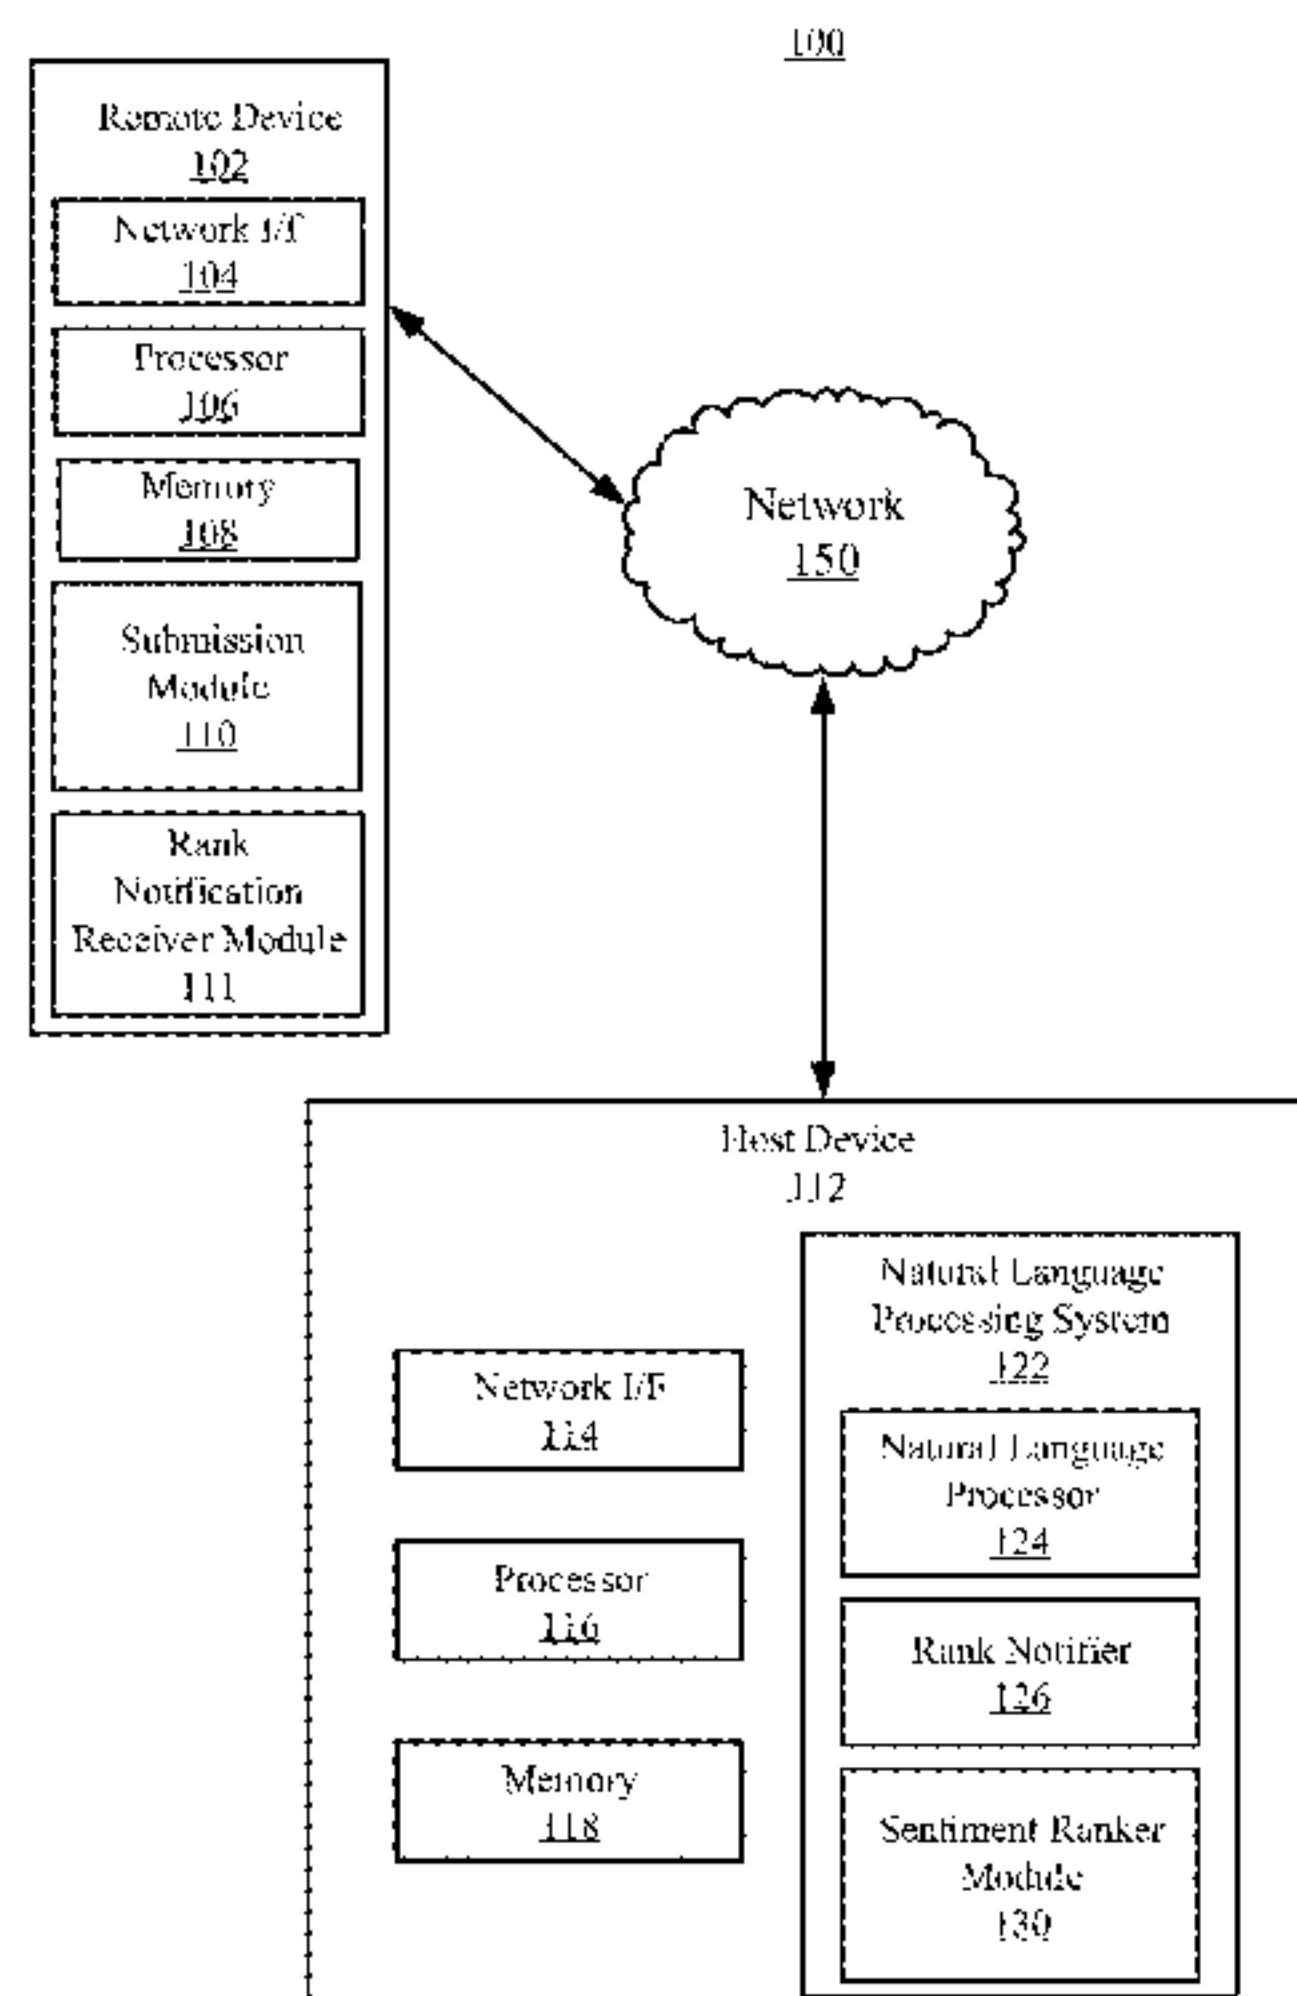 100
Remote Device
102
Network I/f
104
Processor
106
Memory
108
Submission
Module
110
Rank
Notification
Receiver Module
111
Network
150
Host Device
112
Network I/F
114
Processor
116
Memory
118
Natural Language
Processing System
122
Natural Language
Processor
124
Rank Notifier
126
Sentiment Ranker
Module
130